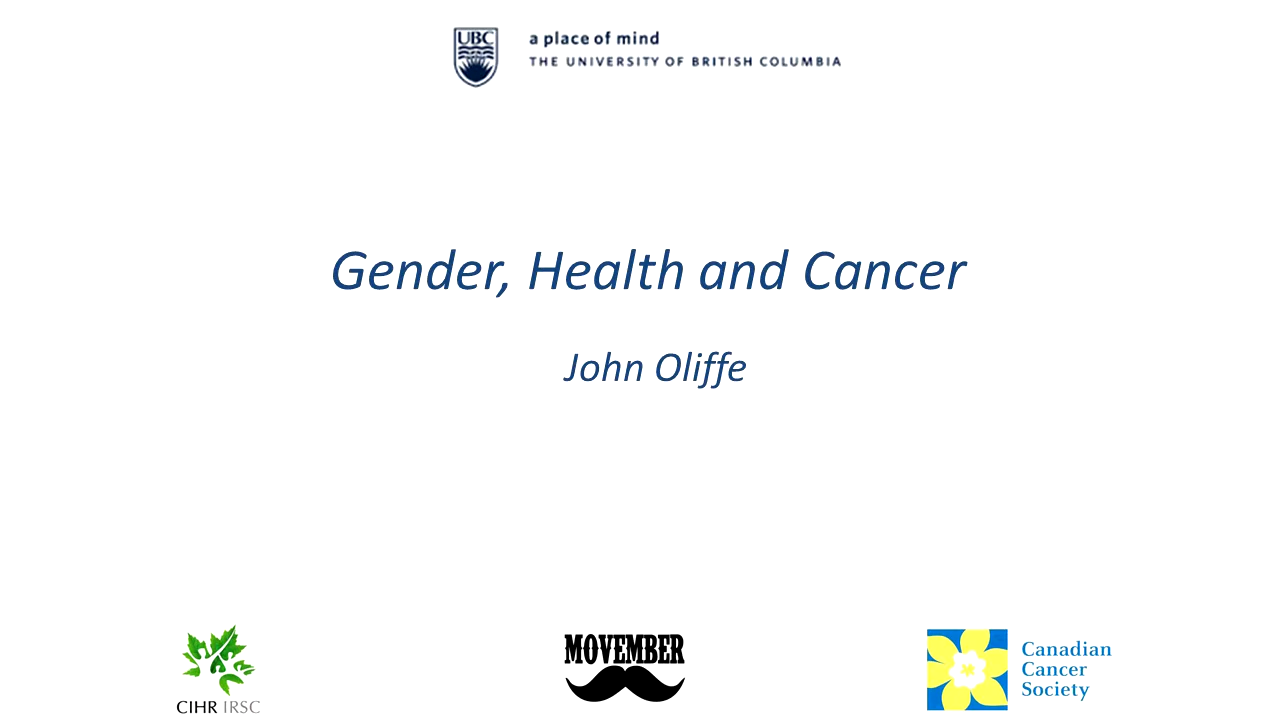 UBC
a place of mind
THE UNIVERSITY OF BRITISH COLUMBIA
Gender, Health and Cancer
John Oliffe
CIHR IRSC
MOVEMBER
Canadian
Cancer
Society